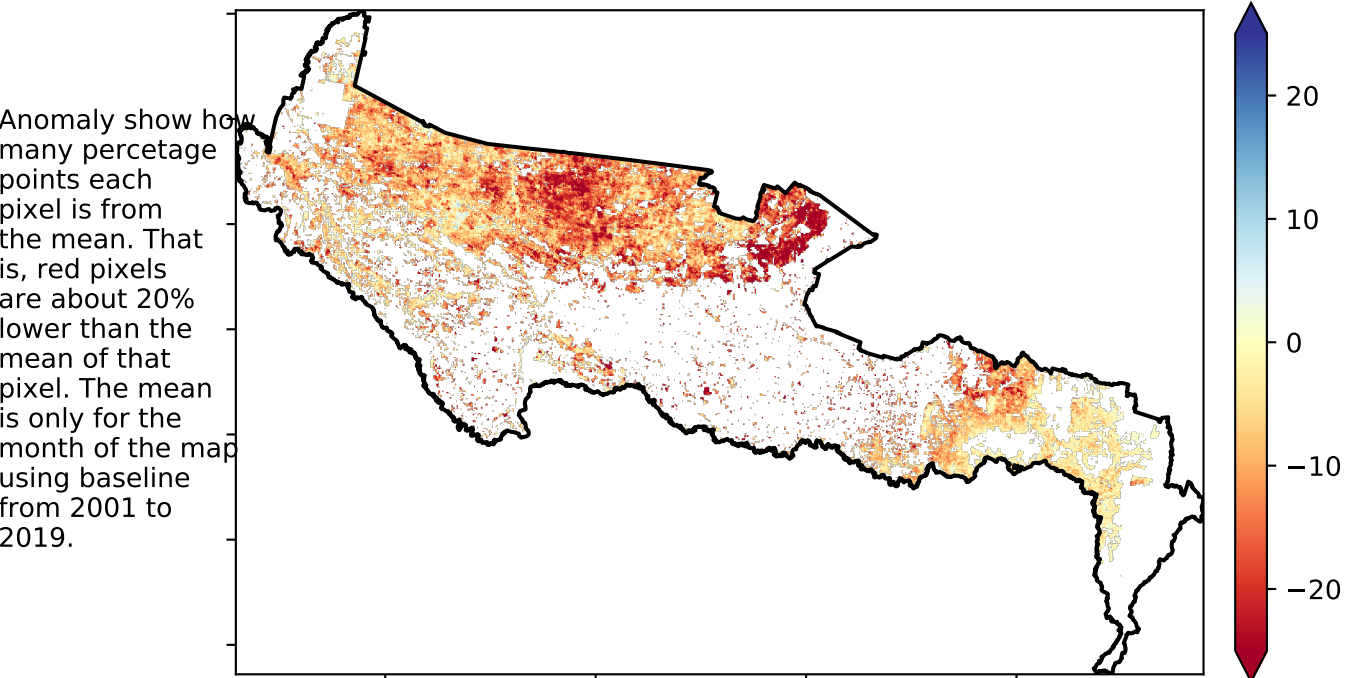 Anomaly show how
many percetage
points each
pixel is from
the mean. That
is, red pixels
are about 20%
lower than the
mean of that
pixel. The mean
is only for the
month of the map
using baseline
from 2001 to
2019.
20
10
0
−10
−20